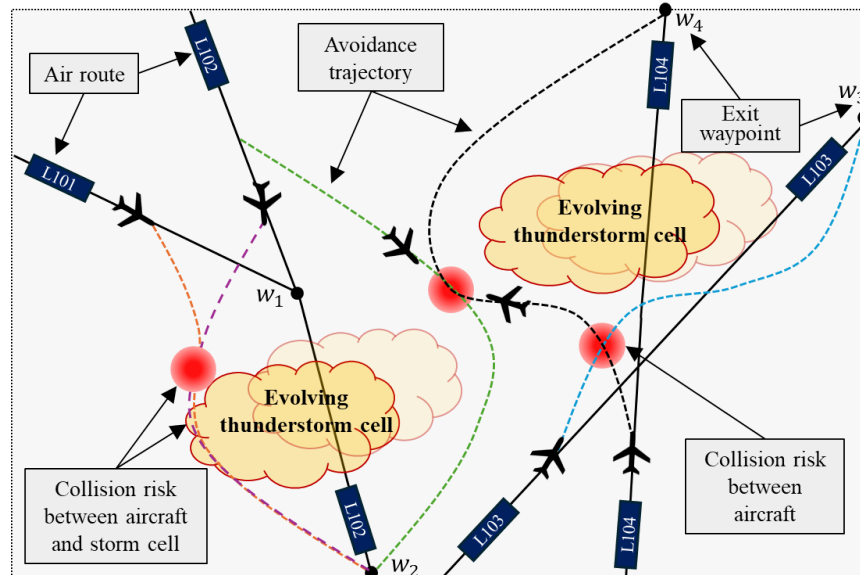 L102
Air route
L101
Avoidance
trajectory
w4
L104
Exit
waypoint
w3
L103
Evolving
thunderstorm cell
w1
Evolving
thunderstorm cell
Collision risk
between aircraft
and storm cell
L102
w2
L103
L104
Collision risk
between
aircraft